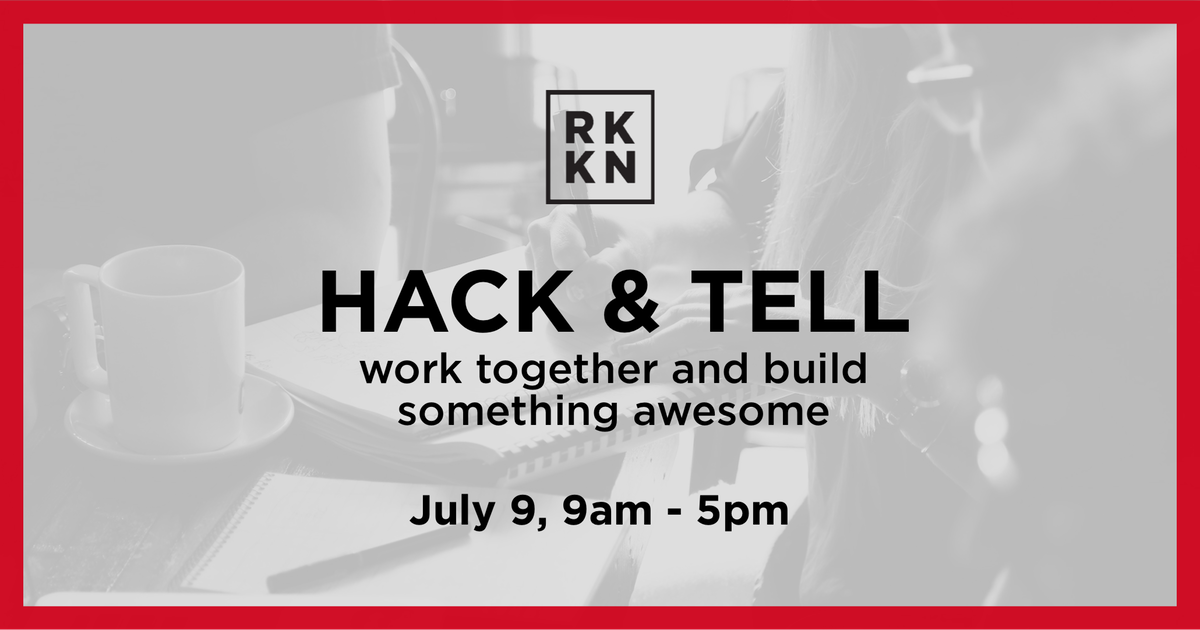 RK
KN
HACK & TELL
work together and build
something awesome
July 9, 9am - 5pm